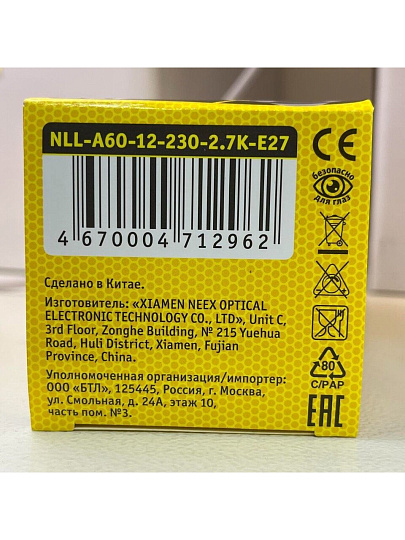 NLL-A60-12-230-2.7K-E27
CE
безопасно
для глаз
4 670004 712962
Сделано в Китае.
Изготовитель: «XIAMEN NEEX OPTICAL
ELECTRONIC TECHNOLOGY CO., LTD», Unit C,
3rd Floor, Zonghe Building, № 215 Yuehua
Road, Huli District, Xiamen, Fujian
Province, China.
80
C/PAP
Уполномоченная организация/импортер:
ООО «БТЛ», 125445, Россия, г. Москва,
ул. Смольная, д. 24А, этаж 10,
часть пом. №3.
EAC